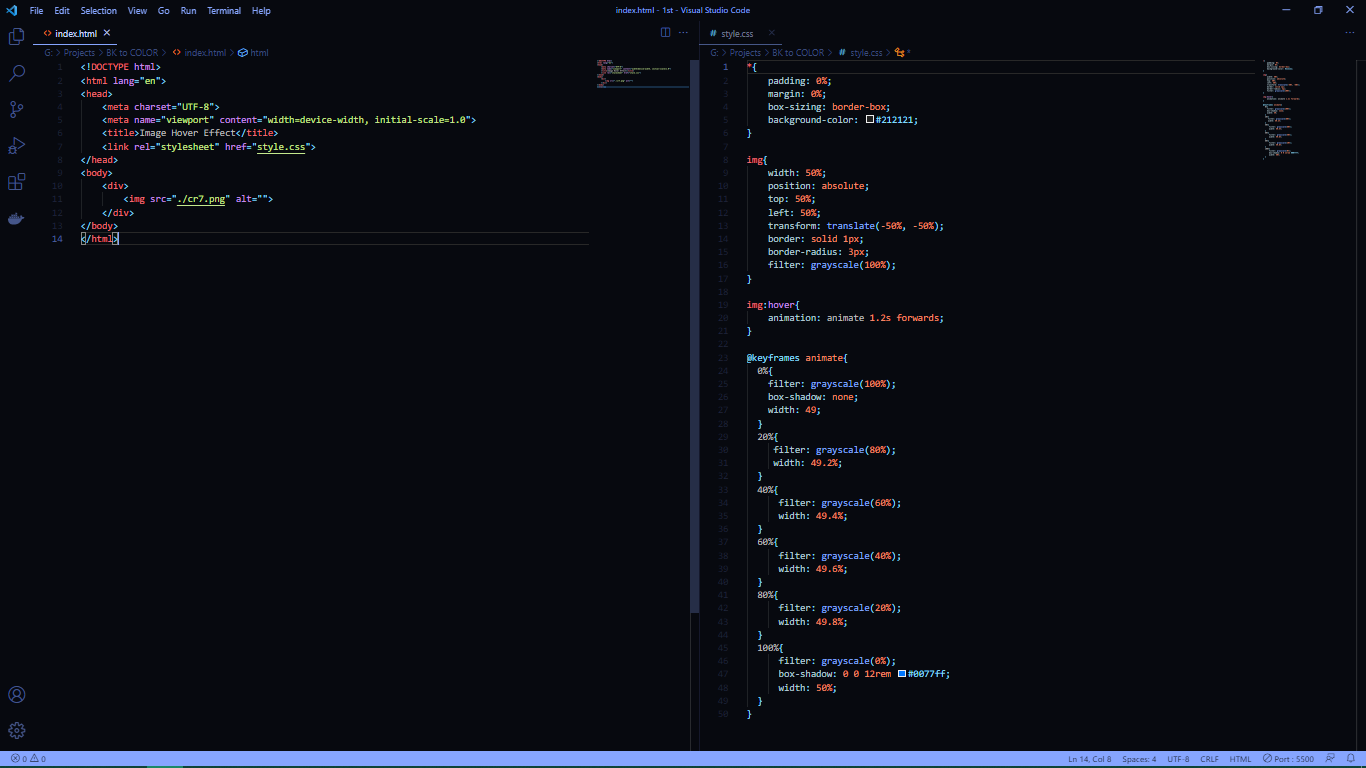 File Edit Selection View Go Run Terminal Help
index.html - 1st - Visual Studio Code
index.html
G: > Projects > BK to COLOR > index.html > html
1 <!DOCTYPE html>
2 <html lang="en">
3 <head>
4 <meta charset="UTF-8">
5 <meta name="viewport" content="width=device-width, initial-scale=1.0">
6 <title>Image Hover Effect</title>
7 <link rel="stylesheet" href="style.css">
8 </head>
9 <body>
10 <div>
11 <img src="./cr7.png" alt="">
12 </div>
13 </body>
14 </html>
style.css
G: > Projects > BK to COLOR > style.css > *
1 *{
2 padding: 0%;
3 margin: 0%;
4 box-sizing: border-box;
5 background-color: #212121;
6 }
7
8 img{
9 width: 50%;
10 position: absolute;
11 top: 50%;
12 left: 50%;
13 transform: translate(-50%, -50%);
14 border: solid 1px;
15 border-radius: 3px;
16 filter: grayscale(100%);
17 }
18
19 img:hover{
20 animation: animate 1.2s forwards;
21 }
22
23 @keyframes animate{
24 0%{
25 filter: grayscale(100%);
26 box-shadow: none;
27 width: 49;
28 }
29 20%{
30 filter: grayscale(80%);
31 width: 49.2%;
32 }
33 40%{
34 filter: grayscale(60%);
35 width: 49.4%;
36 }
37 60%{
38 filter: grayscale(40%);
39 width: 49.6%;
40 }
41 80%{
42 filter: grayscale(20%);
43 width: 49.8%;
44 }
45 100%{
46 filter: grayscale(0%);
47 box-shadow: 0 0 12rem #0077ff;
48 width: 50%;
49 }
50 }
0 0
Ln 14, Col 8 Spaces: 4 UTF-8 CRLF HTML Port : 5500